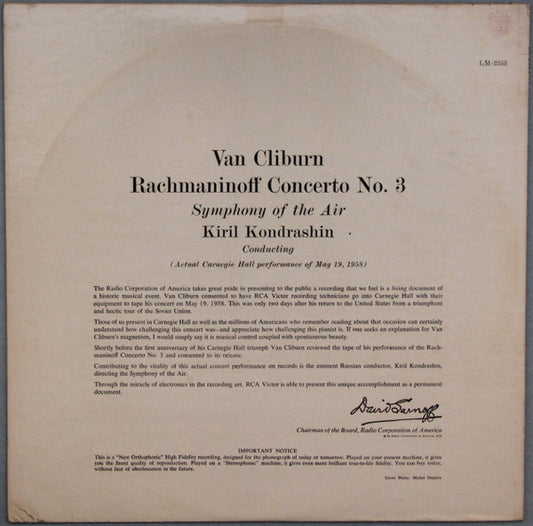 LM-2355
Van Cliburn
Rachmaninoff Concerto No. 3
Symphony of the Air
Kiril Kondrashin
Conducting
(Actual Carnegie Hall performance of May 19, 1958)
The Radio Corporation of America takes great pride in presenting to the public a recording that we feel is a living document of
a historic musical event. Van Cliburn consented to have RCA Victor recording technicians go into Carnegie Hall with their
equipment to tape his concert on May 19, 1958. This was only two days after his return to the United States from a triumphant
and hectic tour of the Soviet Union.
Those of us present in Carnegie Hall as well as the millions of Americans who remember reading about that occasion can certainly
understand how challenging this concert was—and appreciate how challenging this pianist is. If one seeks an explanation for Van
Cliburn's magnetism, I would simply say it is musical control coupled with spontaneous beauty.
Shortly before the first anniversary of his Carnegie Hall triumph Van Cliburn reviewed the tape of his performance of the Rach-
maninoff Concerto No. 3 and consented to its release.
Contributing to the vitality of this actual concert performance on records is the eminent Russian conductor, Kiril Kondrashin,
directing the Symphony of the Air.
Through the miracle of electronics in the recording art, RCA Victor is able to present this unique accomplishment as a permanent
document.
David Sarnoff
Chairman of the Board, Radio Corporation of America
© by Radio Corporation of America, 1959
IMPORTANT NOTICE
This is a "New Orthophonic" High Fidelity recording, designed for the phonograph of today or tomorrow. Played on your present machine, it gives
you the finest quality of reproduction. Played on a "Stereophonic" machine, it gives even more brilliant true-to-life fidelity. You can buy today,
without fear of obsolescence in the future.
Cover Photo: